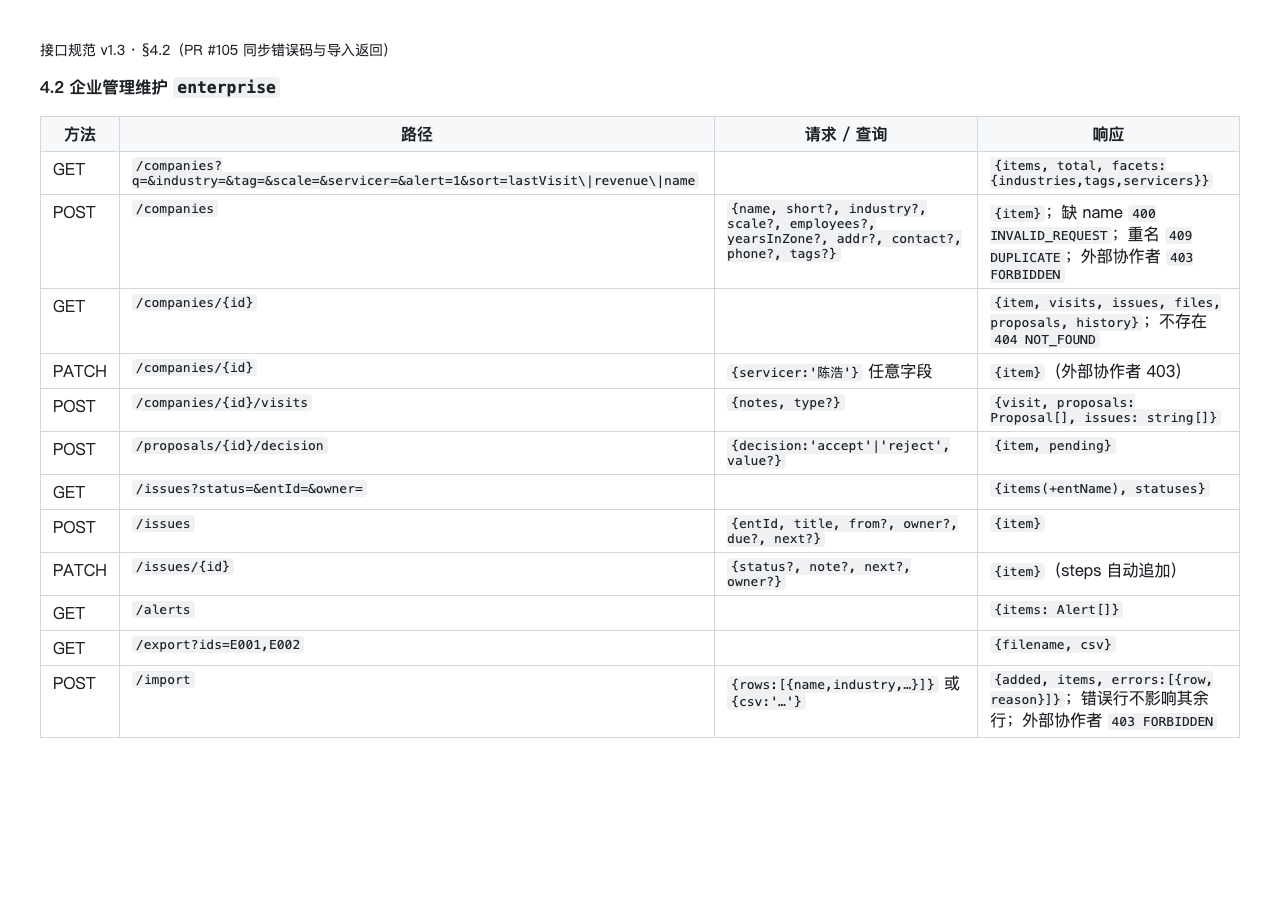 接口规范 v1.3 · §4.2（PR #105 同步错误码与导入返回）
4.2 企业管理维护 enterprise
方法 路径 请求 / 查询 响应
GET /companies?
q=&industry=&tag=&scale=&servicer=&alert=1&sort=lastVisit\|revenue\|name
{items, total, facets:
{industries,tags,servicers}}
POST /companies
{name, short?, industry?,
scale?, employees?,
yearsInZone?, addr?, contact?,
phone?, tags?}
{item}；缺 name 400
INVALID_REQUEST；重名 409
DUPLICATE；外部协作者 403
FORBIDDEN
GET /companies/{id}
{item, visits, issues, files,
proposals, history}；不存在
404 NOT_FOUND
PATCH /companies/{id} {servicer:'陈浩'} 任意字段 {item}（外部协作者 403）
POST /companies/{id}/visits {notes, type?}
{visit, proposals:
Proposal[], issues: string[]}
POST /proposals/{id}/decision
{decision:'accept'|'reject',
value?}
{item, pending}
GET /issues?status=&entId=&owner= {items(+entName), statuses}
POST /issues
{entId, title, from?, owner?,
due?, next?}
{item}
PATCH /issues/{id}
{status?, note?, next?,
owner?}
{item}（steps 自动追加）
GET /alerts {items: Alert[]}
GET /export?ids=E001,E002 {filename, csv}
POST /import
{rows:[{name,industry,…}]} 或
{csv:'…'}
{added, items, errors:[{row,
reason}]}；错误行不影响其余
行；外部协作者 403 FORBIDDEN